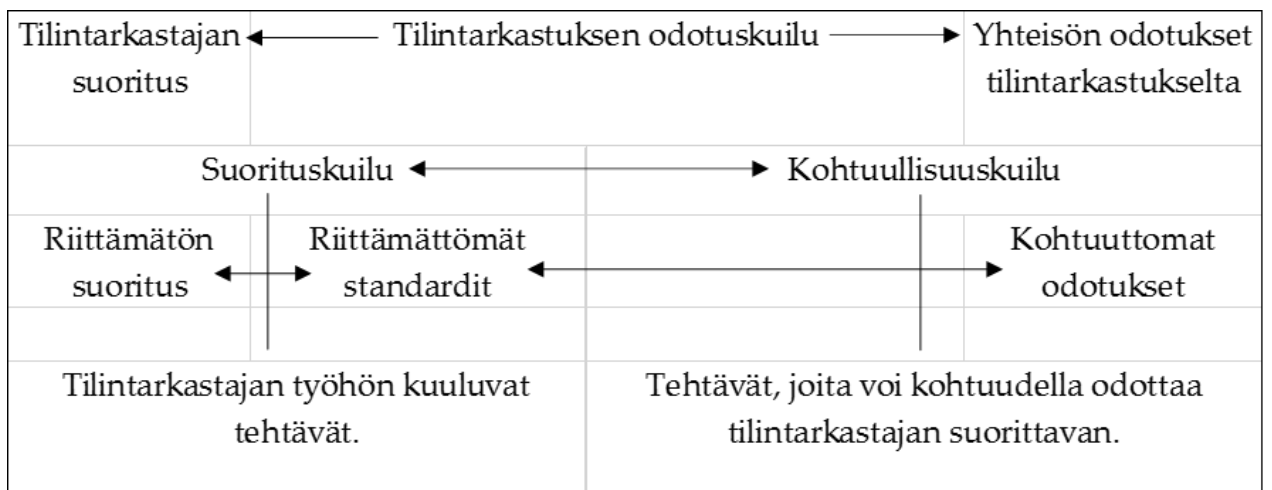 Tilintarkastajan suoritus
Tilintarkastuksen odotuskuilu
Yhteisön odotukset tilintarkastukselta
Suorituskuilu
Kohtuullisuuskuilu
Riittämätön suoritus
Riittämättömät standardit
Kohtuuttomat odotukset
Tilintarkastajan työhön kuuluvat tehtävät.
Tehtävät, joita voi kohtuudella odottaa tilintarkastajan suorittavan.